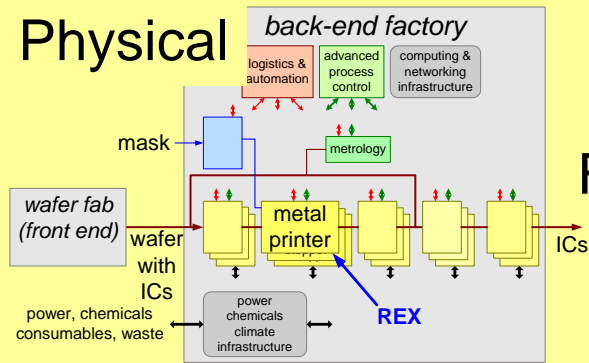 Physical
back-end factory
logistics &
automation
advanced
process
control
computing &
networking
infrastructure
mask
metrology
wafer fab
(front end)
metal
printer
wafer
with
ICs
ICs
power, chemicals
consumables, waste
power
chemicals
climate
infrastructure
REX